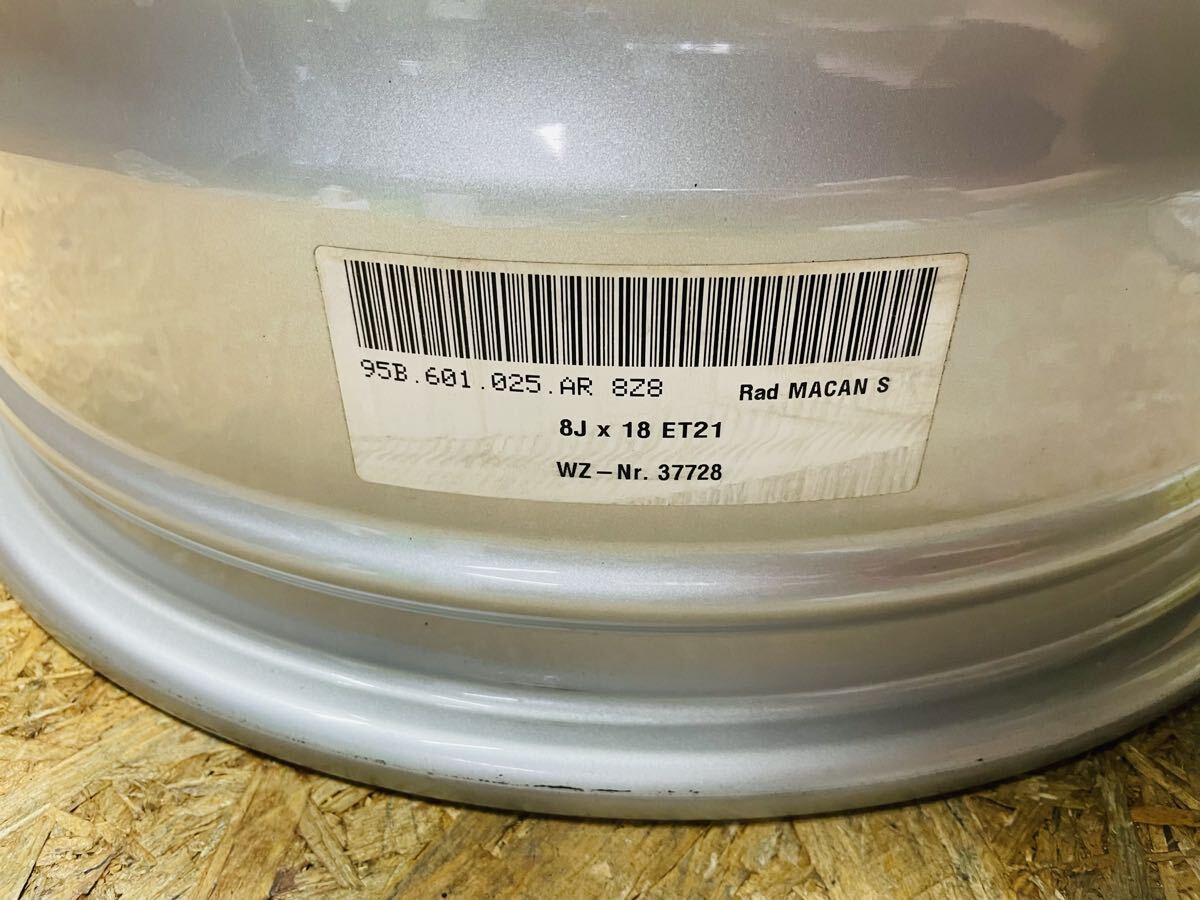 95B.601.025.AR 8Z8 Rad MACAN S
8J x 18 ET21
WZ-Nr. 37728